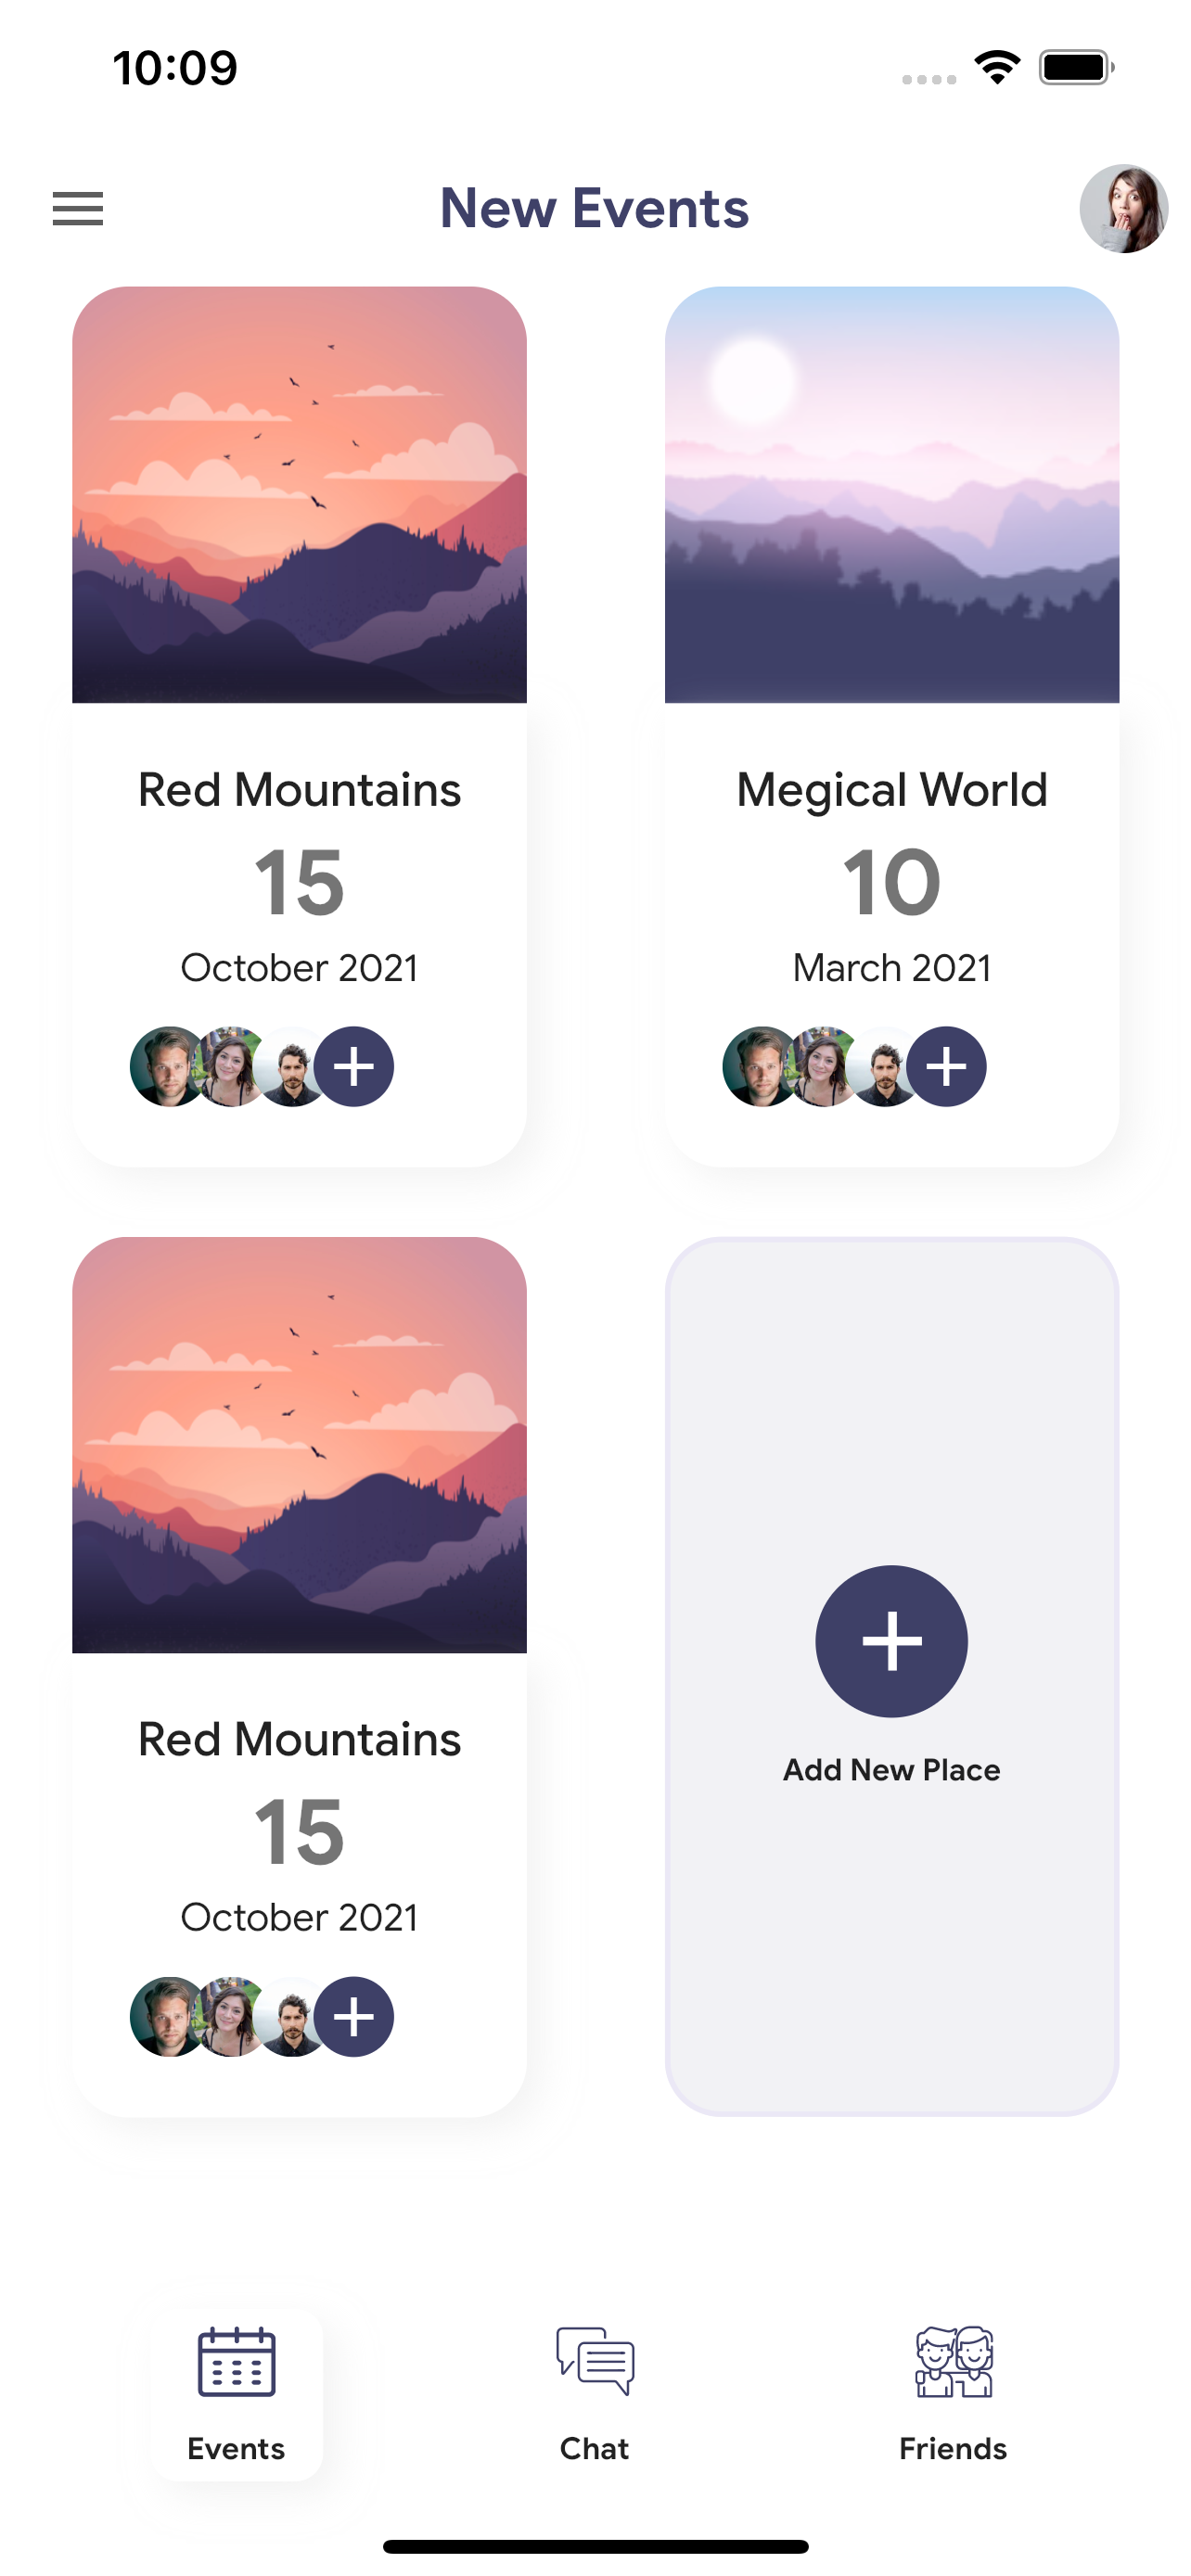 10:09
New Events
Red Mountains
15
October 2021
Megical World
10
March 2021
Red Mountains
15
October 2021
Add New Place
Events
Chat
Friends